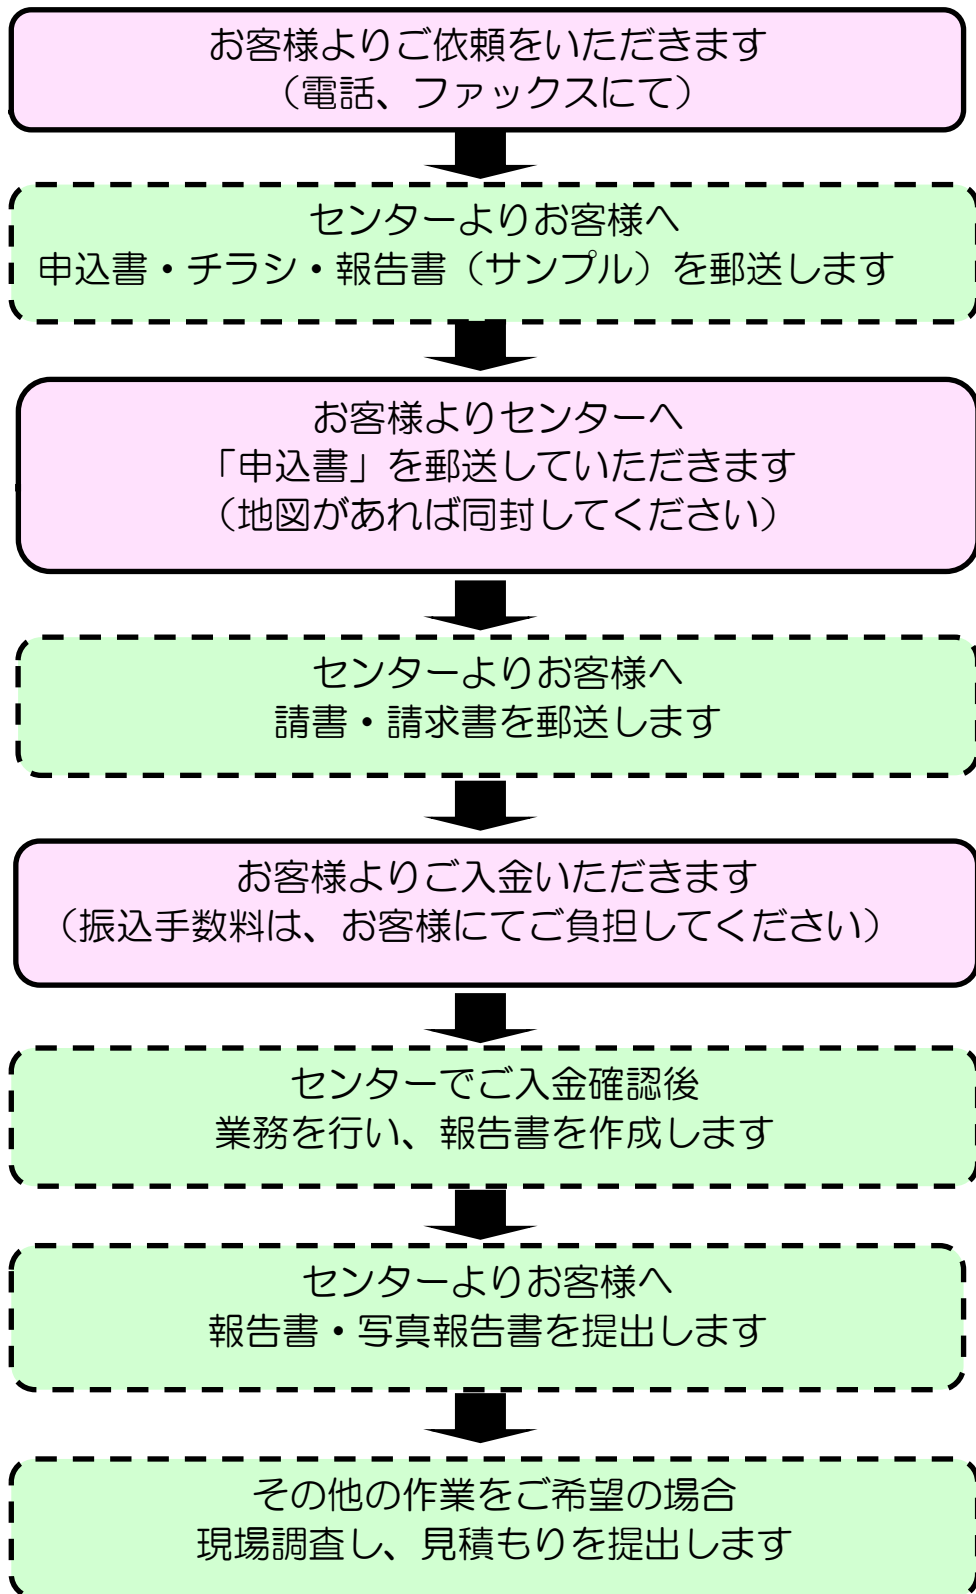 お客様よりご依頼をいただきます
（電話、ファックスにて）
センターよりお客様へ
申込書・チラシ・報告書（サンプル）を郵送します
お客様よりセンターへ
「申込書」を郵送していただきます
（地図があれば同封してください）
センターよりお客様へ
請書・請求書を郵送します
お客様よりご入金いただきます
（振込手数料は、お客様にてご負担してください）
センターでご入金確認後
業務を行い、報告書を作成します
センターよりお客様へ
報告書・写真報告書を提出します
その他の作業をご希望の場合
現場調査し、見積もりを提出します